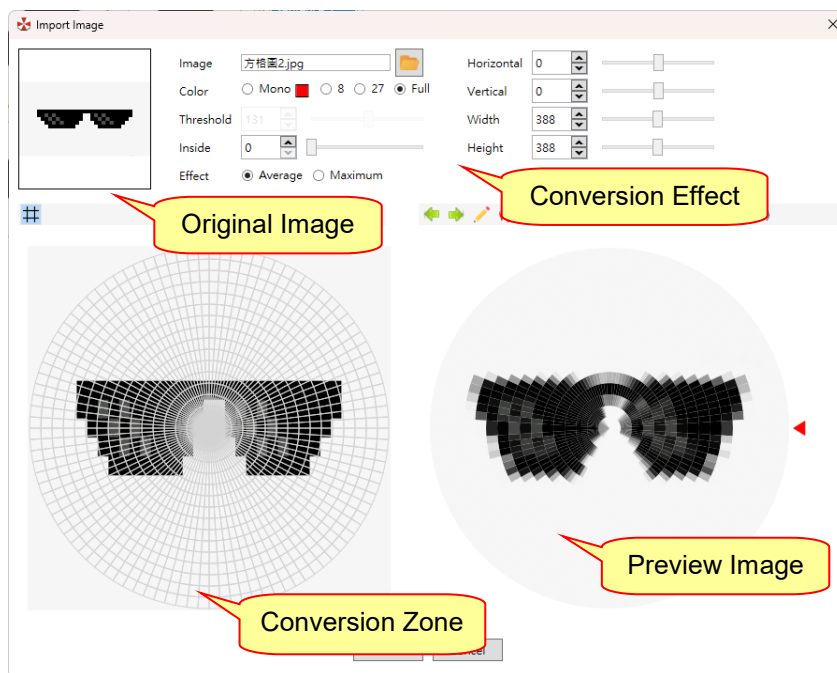 Import Image
Image 方格圖2.jpg
Color Mono 8 27 Full
Threshold 131
Inside 0
Effect Average Maximum
Horizontal 0
Vertical 0
Width 388
Height 388
Original Image
Conversion Effect
Preview Image
Conversion Zone